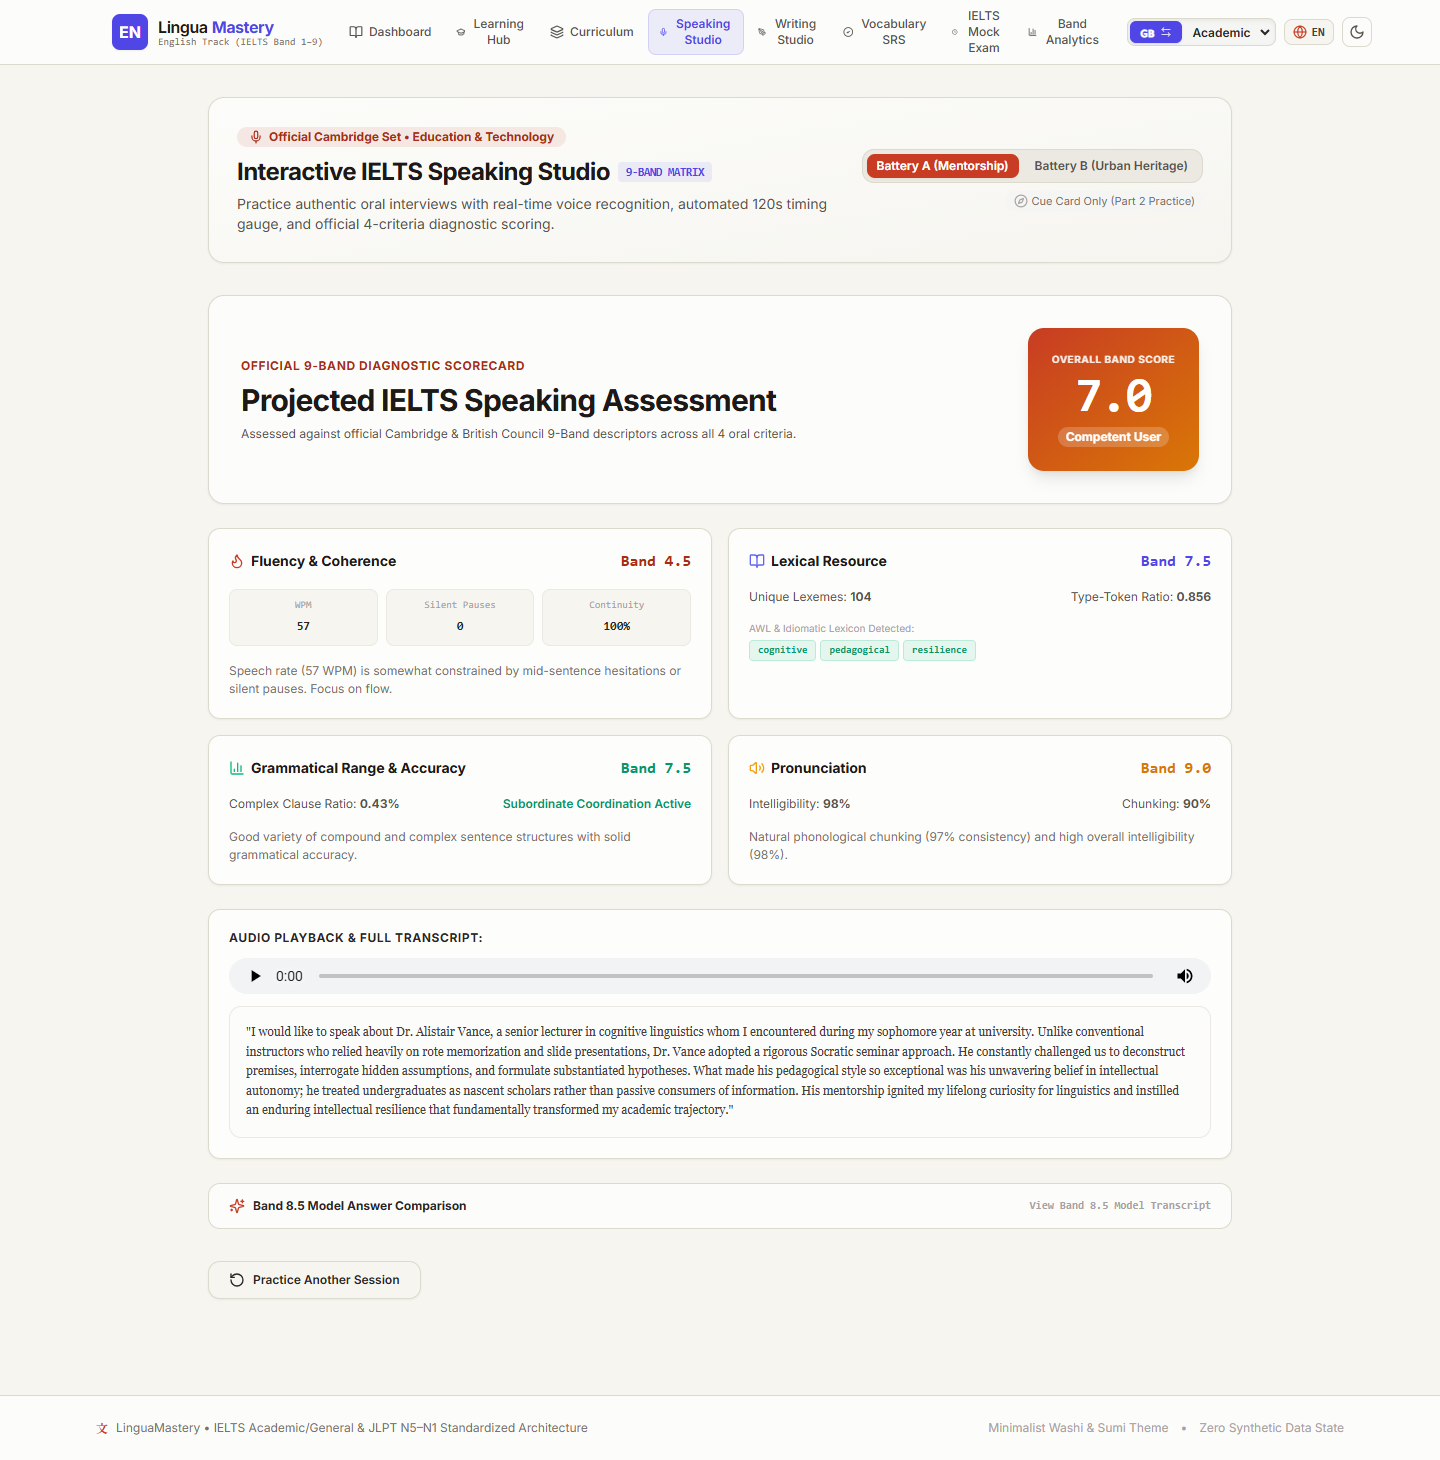 EN
Lingua Mastery
English Track (IELTS Band 1–9)
Dashboard
Learning
Hub
Curriculum
Speaking
Studio
Writing
Studio
Vocabulary
SRS
IELTS
Mock
Exam
Band
Analytics
GB
Academic
EN
Official Cambridge Set • Education & Technology
Interactive IELTS Speaking Studio
9-BAND MATRIX
Practice authentic oral interviews with real-time voice recognition, automated 120s timing
gauge, and official 4-criteria diagnostic scoring.
Battery A (Mentorship)
Battery B (Urban Heritage)
Cue Card Only (Part 2 Practice)
OFFICIAL 9-BAND DIAGNOSTIC SCORECARD
Projected IELTS Speaking Assessment
Assessed against official Cambridge & British Council 9-Band descriptors across all 4 oral criteria.
OVERALL BAND SCORE
7.0
Competent User
Fluency & Coherence
Band 4.5
WPM
57
Silent Pauses
0
Continuity
100%
Speech rate (57 WPM) is somewhat constrained by mid-sentence hesitations or
silent pauses. Focus on flow.
Lexical Resource
Band 7.5
Unique Lexemes: 104
Type-Token Ratio: 0.856
AWL & Idiomatic Lexicon Detected:
cognitive
pedagogical
resilience
Grammatical Range & Accuracy
Band 7.5
Complex Clause Ratio: 0.43%
Subordinate Coordination Active
Good variety of compound and complex sentence structures with solid
grammatical accuracy.
Pronunciation
Band 9.0
Intelligibility: 98%
Chunking: 90%
Natural phonological chunking (97% consistency) and high overall intelligibility
(98%).
AUDIO PLAYBACK & FULL TRANSCRIPT:
0:00
"I would like to speak about Dr. Alistair Vance, a senior lecturer in cognitive linguistics whom I encountered during my sophomore year at university. Unlike conventional
instructors who relied heavily on rote memorization and slide presentations, Dr. Vance adopted a rigorous Socratic seminar approach. He constantly challenged us to deconstruct
premises, interrogate hidden assumptions, and formulate substantiated hypotheses. What made his pedagogical style so exceptional was his unwavering belief in intellectual
autonomy; he treated undergraduates as nascent scholars rather than passive consumers of information. His mentorship ignited my lifelong curiosity for linguistics and instilled
an enduring intellectual resilience that fundamentally transformed my academic trajectory."
Band 8.5 Model Answer Comparison
View Band 8.5 Model Transcript
Practice Another Session
文 LinguaMastery • IELTS Academic/General & JLPT N5–N1 Standardized Architecture
Minimalist Washi & Sumi Theme • Zero Synthetic Data State